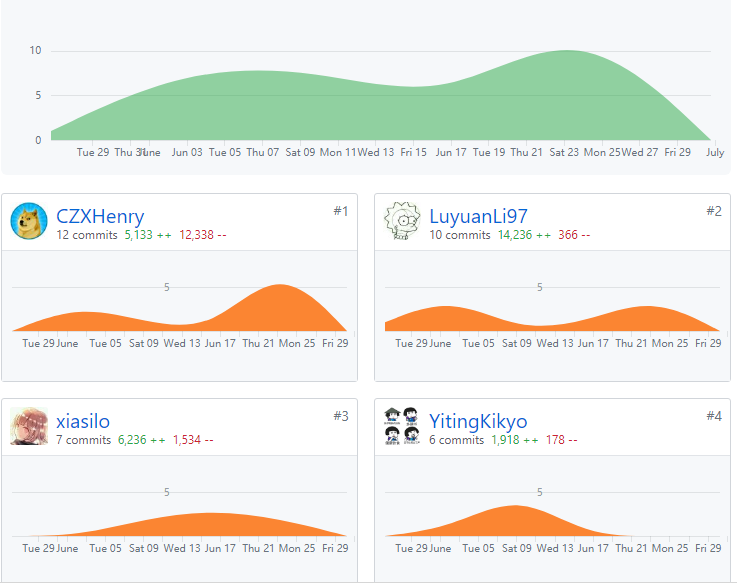 10
5
0
Tue 29 Thu 31 June Jun 03 Tue 05 Thu 07 Sat 09 Mon 11 Wed 13 Fri 15 Jun 17 Tue 19 Thu 21 Sat 23 Mon 25 Wed 27 Fri 29 July
CZXHenry #1
12 commits 5,133 ++ 12,338 --
5
Tue 29 June Tue 05 Sat 09 Wed 13 Jun 17 Thu 21 Mon 25 Fri 29
LuyuanLi97 #2
10 commits 14,236 ++ 366 --
5
Tue 29 June Tue 05 Sat 09 Wed 13 Jun 17 Thu 21 Mon 25 Fri 29
xiasilo #3
7 commits 6,236 ++ 1,534 --
5
Tue 29 June Tue 05 Sat 09 Wed 13 Jun 17 Thu 21 Mon 25 Fri 29
YitingKikyo #4
6 commits 1,918 ++ 178 --
5
Tue 29 June Tue 05 Sat 09 Wed 13 Jun 17 Thu 21 Mon 25 Fri 29